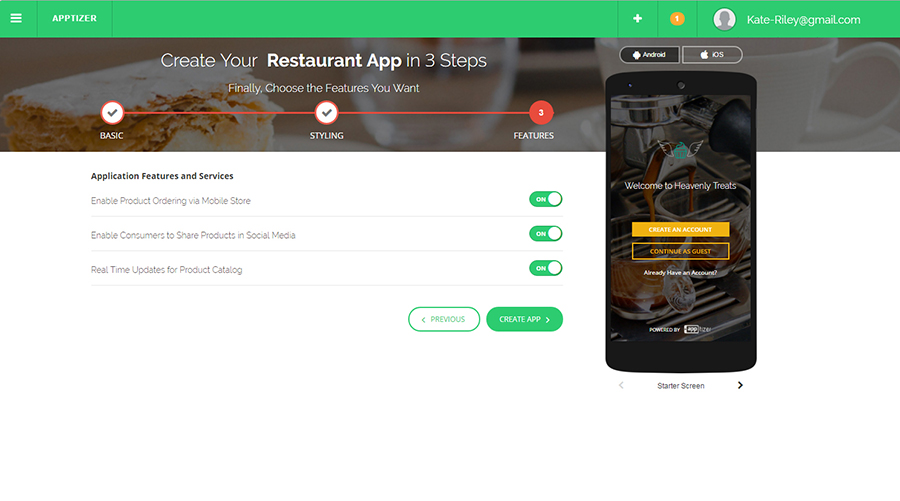 APPTIZER
1
Kate-Riley@gmail.com
Create Your Restaurant App in 3 Steps
Finally, Choose the Features You Want
3
BASIC
STYLING
FEATURES
Application Features and Services
Enable Product Ordering via Mobile Store
ON
Enable Consumers to Share Products in Social Media
ON
Real Time Updates for Product Catalog
ON
PREVIOUS
CREATE APP
Android
iOS
Welcome to Heavenly Treats
CREATE AN ACCOUNT
CONTINUE AS GUEST
Already Have an Account?
POWERED BY appTIZER
Starter Screen